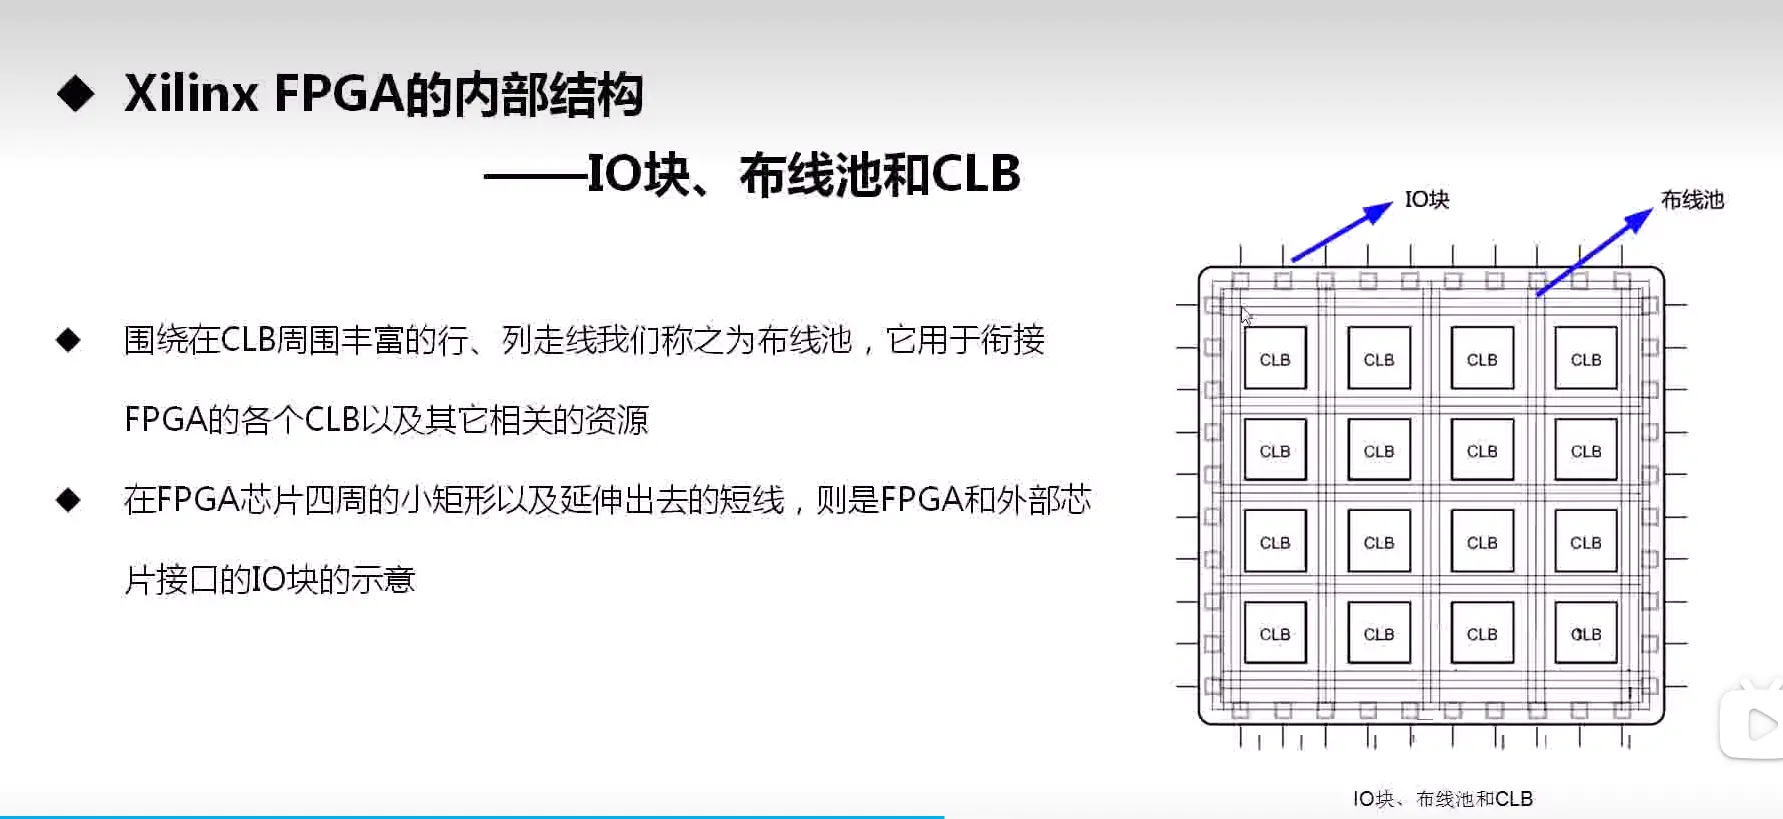 ◆ Xilinx FPGA的内部结构
——IO块、布线池和CLB
IO块
布线池
◆ 围绕在CLB周围丰富的行、列走线我们称之为布线池，它用于衔接
FPGA的各个CLB以及其它相关的资源
◆ 在FPGA芯片四周的小矩形以及延伸出去的短线，则是FPGA和外部芯
片接口的IO块的示意
CLB CLB CLB CLB
CLB CLB CLB CLB
CLB CLB CLB CLB
CLB CLB CLB CLB
IO块、布线池和CLB